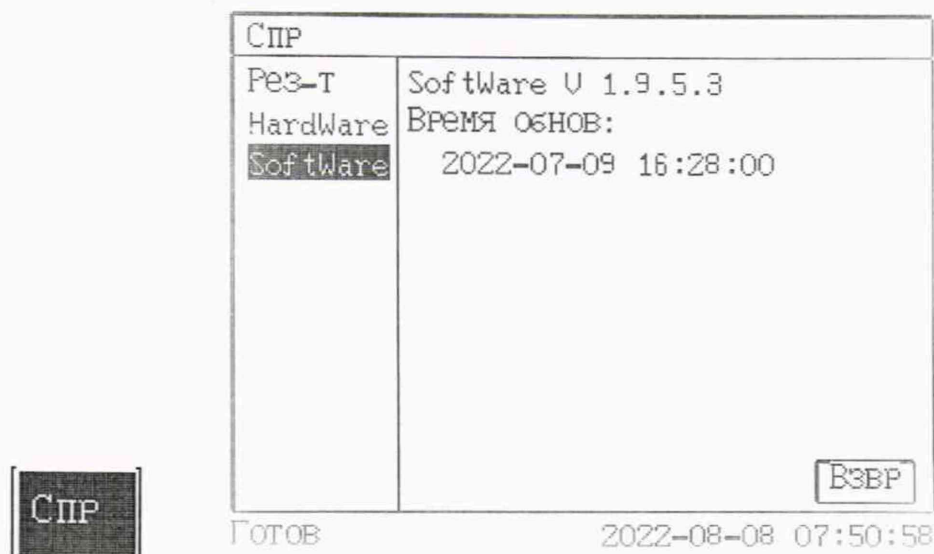 Спр
Рез-т
HardWare
SoftWare
SoftWare V 1.9.5.3
Время обнов:
2022-07-09 16:28:00
Взвр
Готов
2022-08-08 07:50:58
Спр